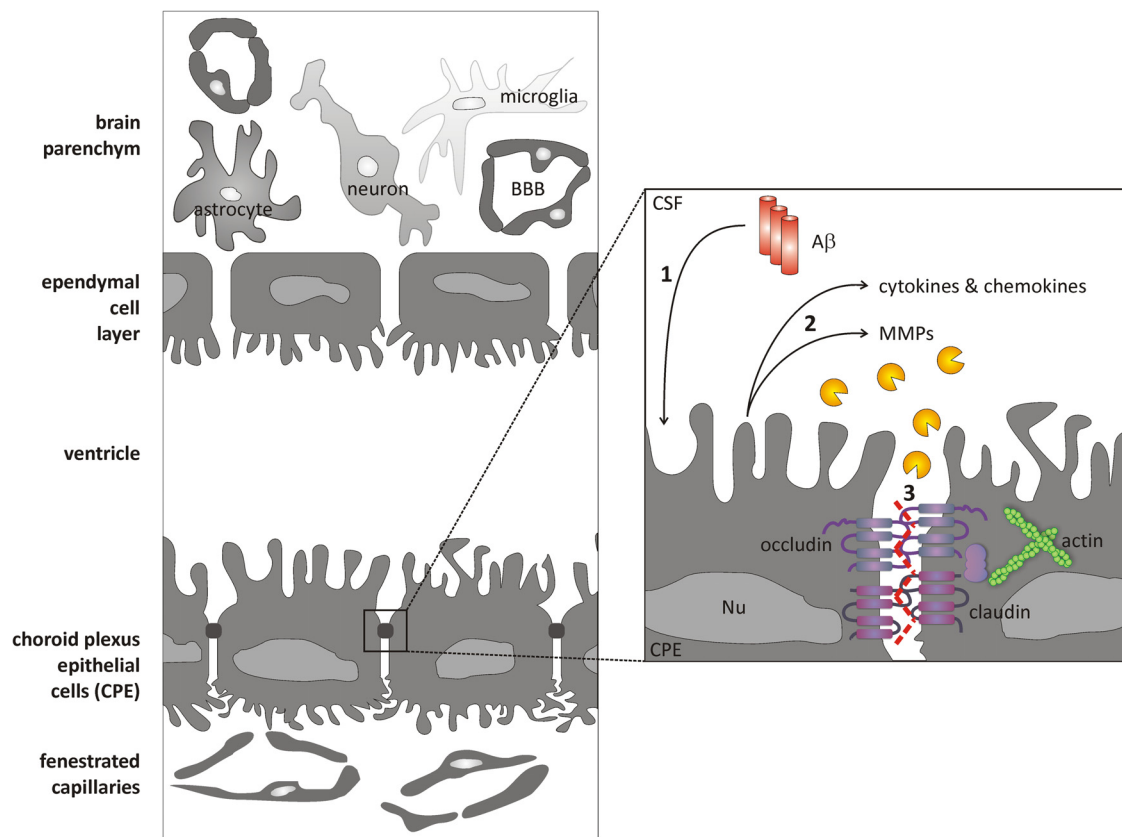 brain
parenchym
astrocyte
neuron
microglia
BBB
ependymal
cell
layer
ventricle
choroid plexus
epithelial
cells (CPE)
fenestrated
capillaries
CSF
Aβ
1
cytokines & chemokines
2
MMPs
3
occludin
actin
Nu
claudin
CPE